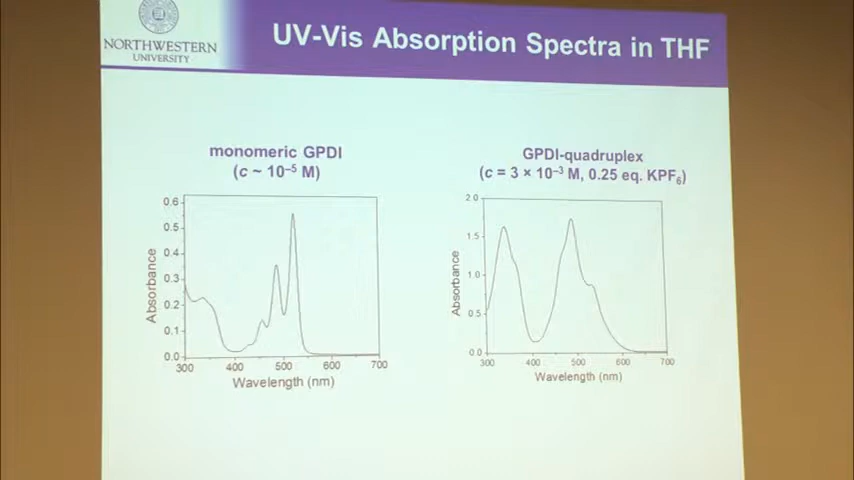 NORTHWESTERN
UNIVERSITY
UV-Vis Absorption Spectra in THF
monomeric GPDI
(c ~ 10⁻⁵ M)
0.6
0.5
0.4
0.3
0.2
0.1
0.0
Absorbance
300 400 500 600 700
Wavelength (nm)
GPDI-quadruplex
(c = 3 × 10⁻³ M, 0.25 eq. KPF₆)
2.0
1.5
1.0
0.5
0.0
Absorbance
300 400 500 600 700
Wavelength (nm)